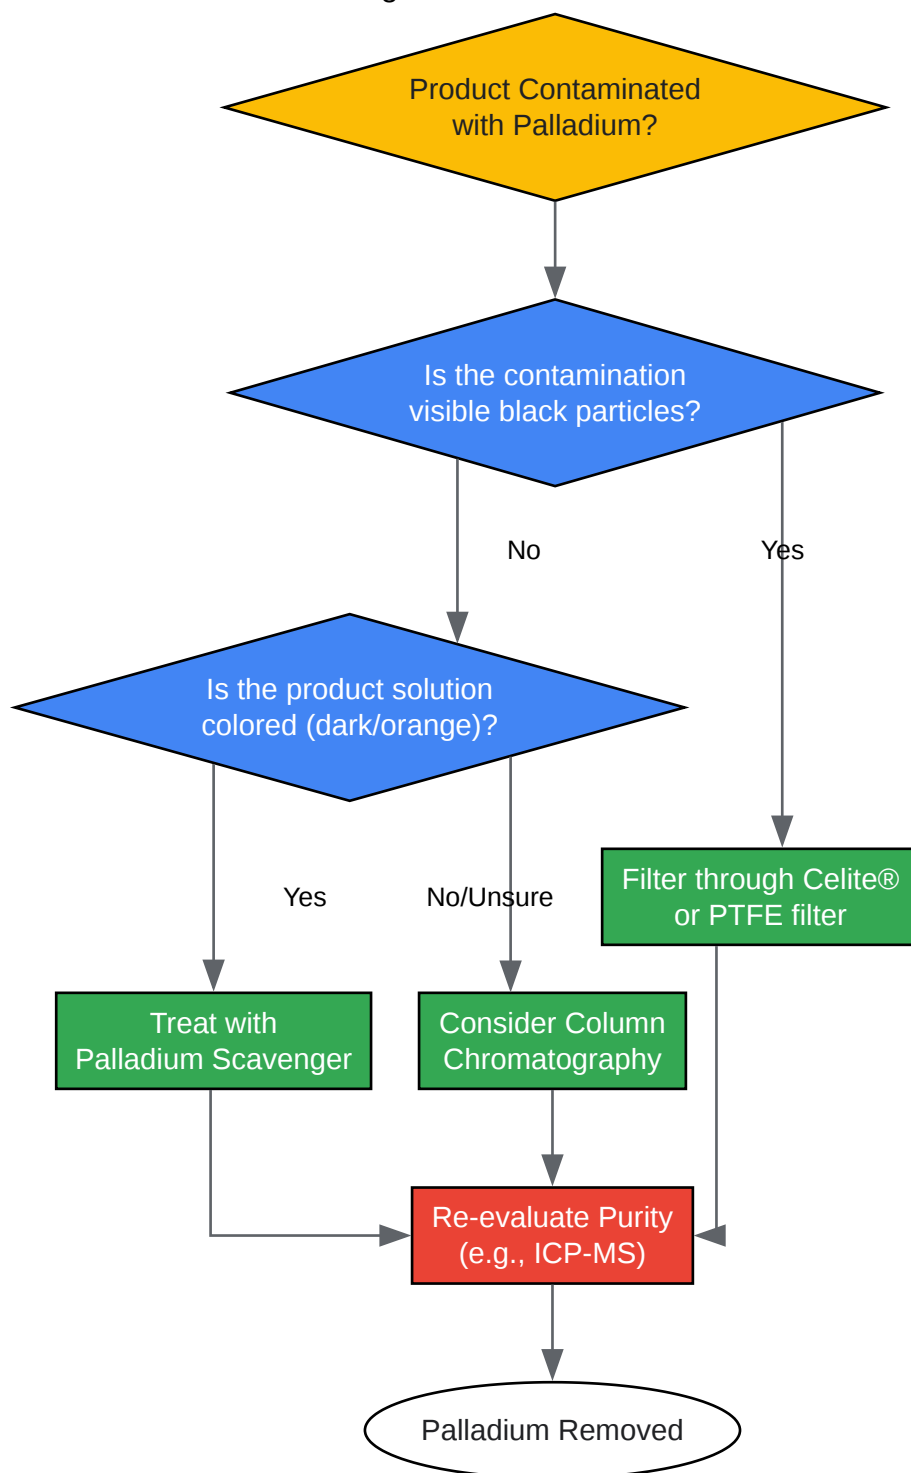 Product Contaminated
with Palladium?
Is the contamination
visible black particles?
No
Yes
Is the product solution
colored (dark/orange)?
Yes
No/Unsure
Filter through Celite®
or PTFE filter
Treat with
Palladium Scavenger
Consider Column
Chromatography
Re-evaluate Purity
(e.g., ICP-MS)
Palladium Removed